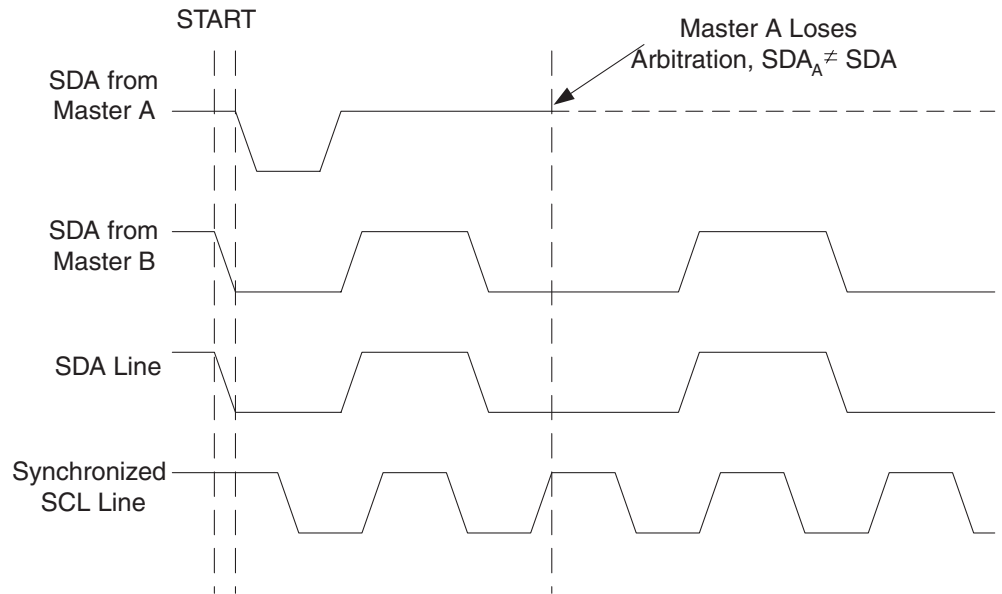 START
Master A Loses
Arbitration, SDA_A ≠ SDA
SDA from
Master A
SDA from
Master B
SDA Line
Synchronized
SCL Line